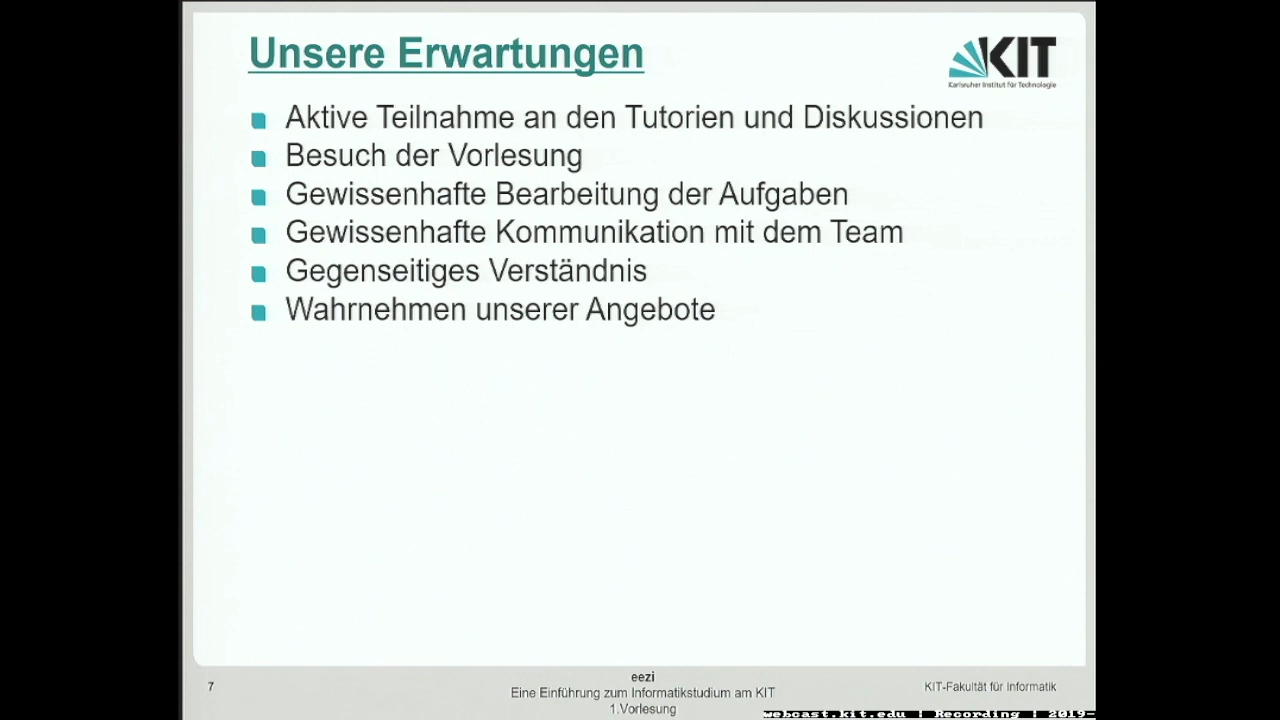 Unsere Erwartungen
KIT
Karlsruher Institut für Technologie
Aktive Teilnahme an den Tutorien und Diskussionen
Besuch der Vorlesung
Gewissenhafte Bearbeitung der Aufgaben
Gewissenhafte Kommunikation mit dem Team
Gegenseitiges Verständnis
Wahrnehmen unserer Angebote
7
eezi
Eine Einführung zum Informatikstudium am KIT
1.Vorlesung
KIT-Fakultät für Informatik
webcast.kit.edu | Recording | 2019-